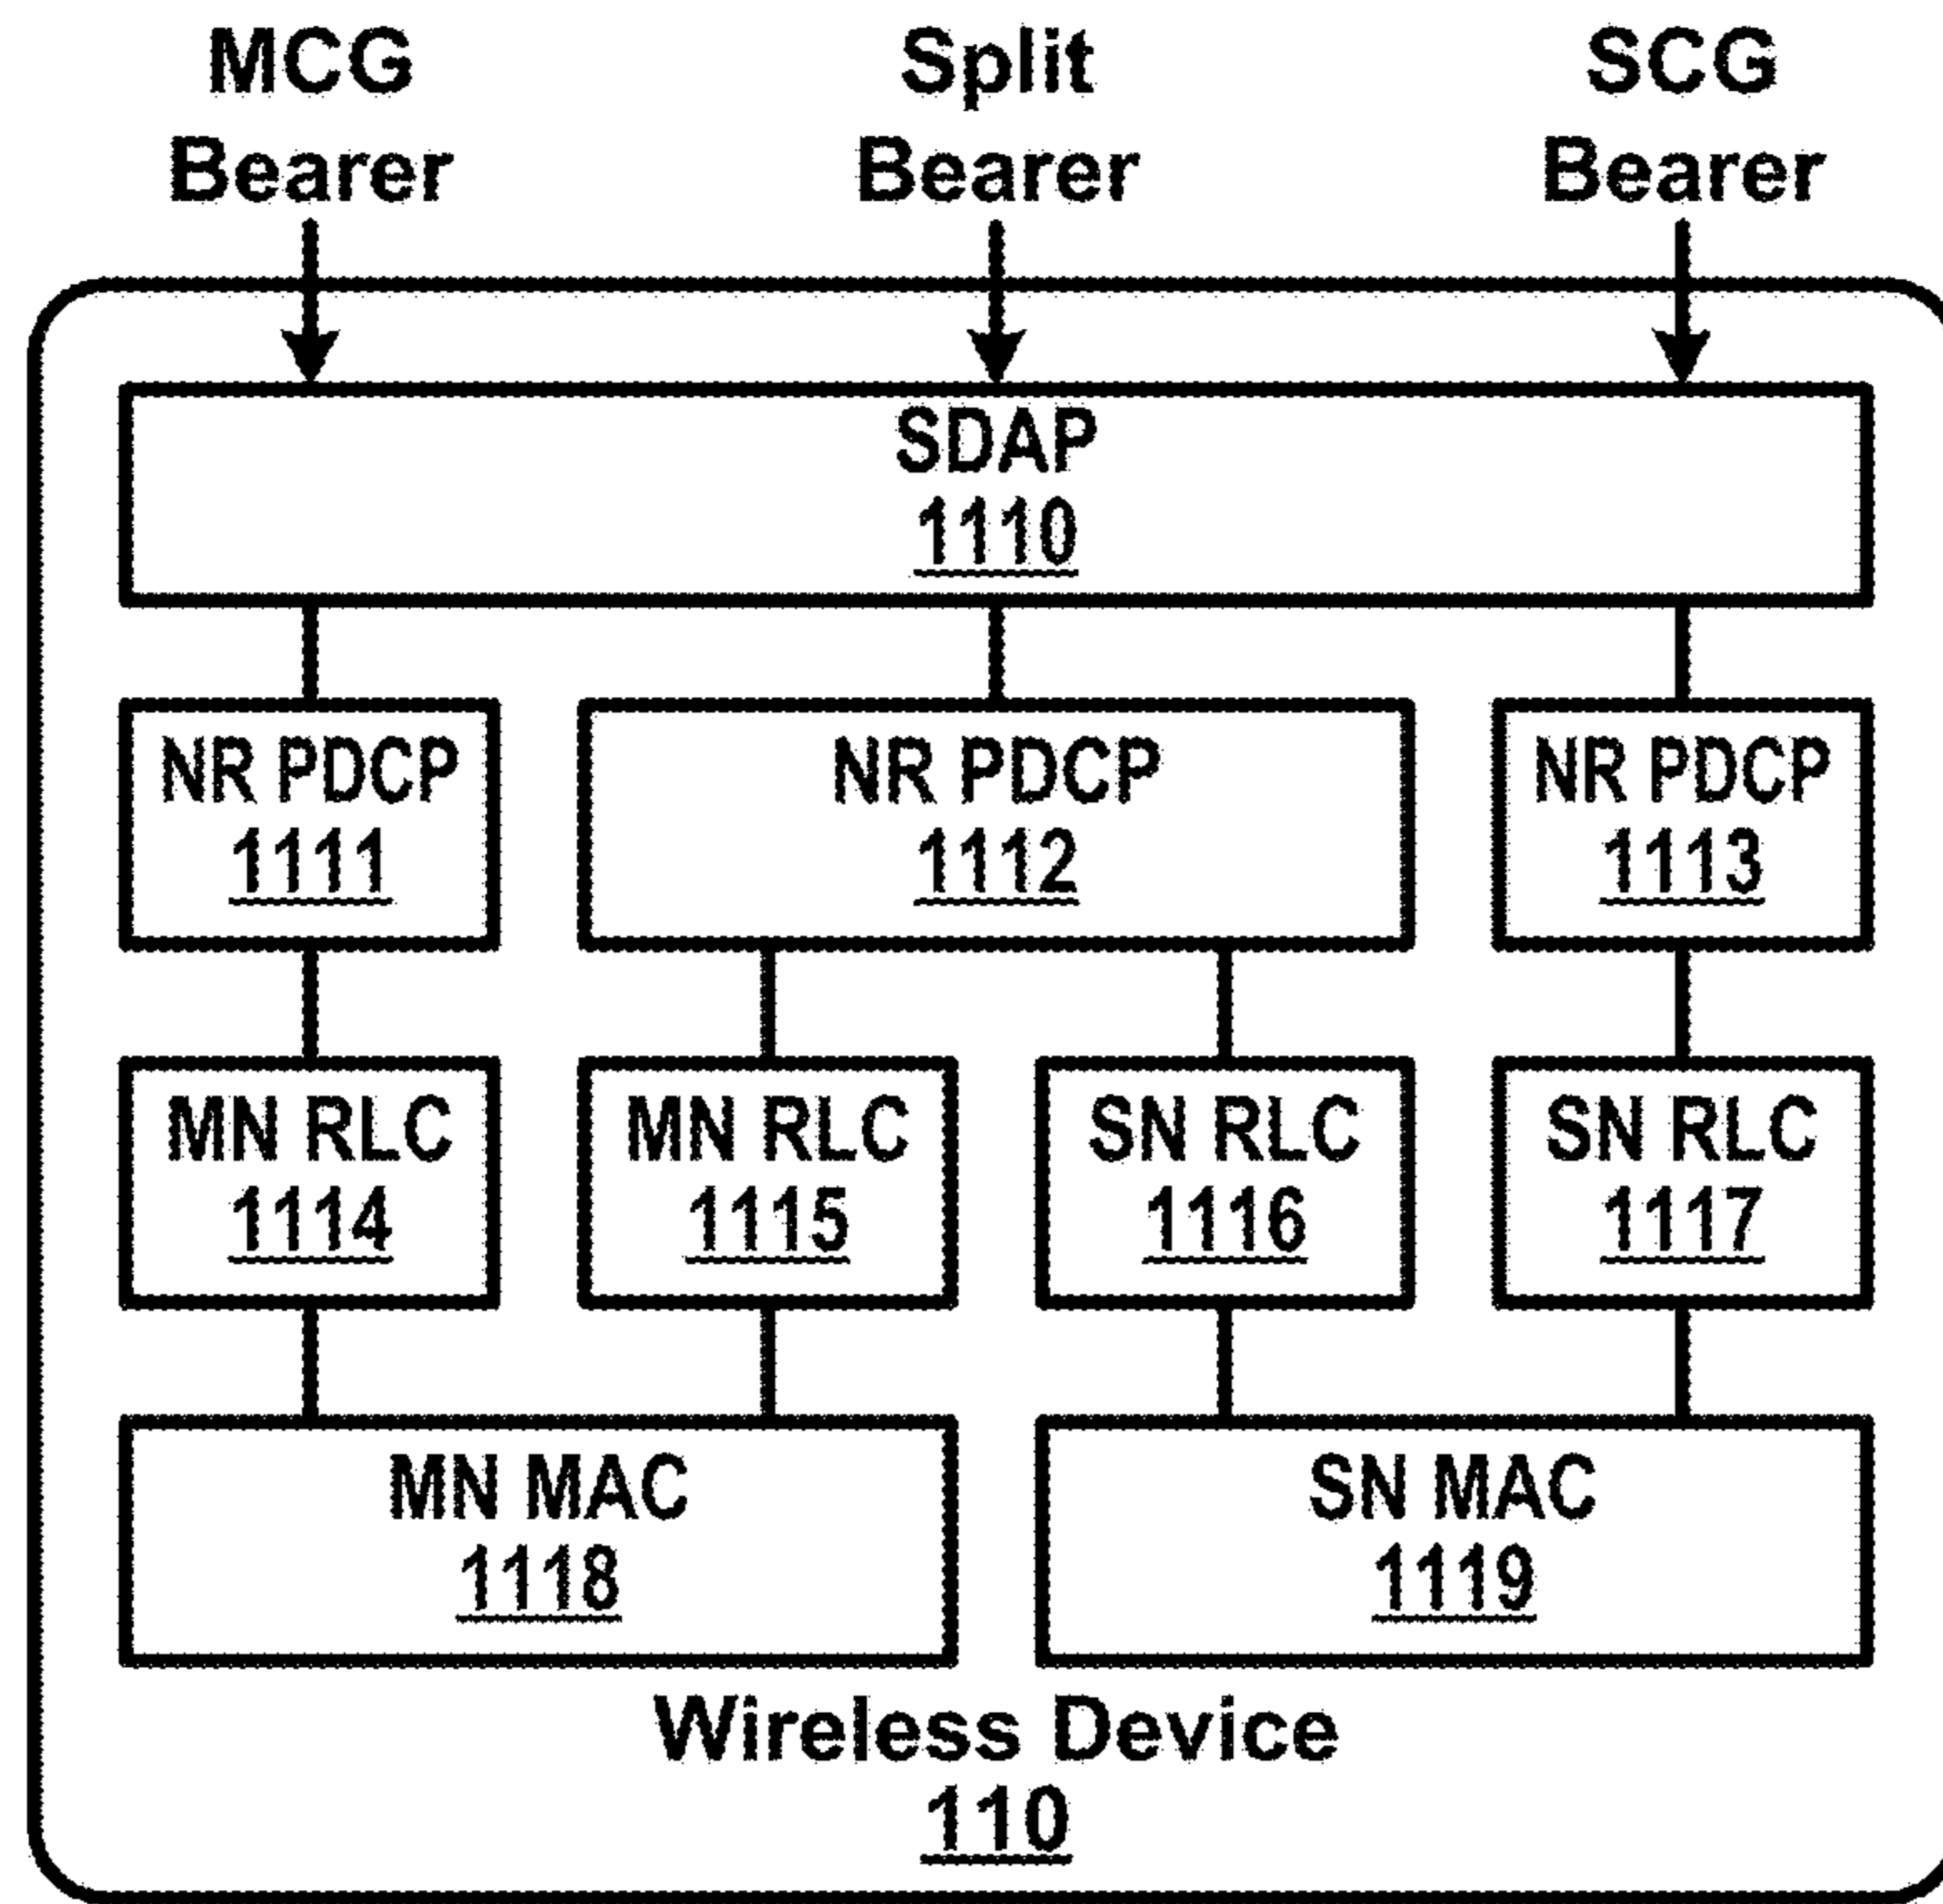 MCG
Bearer
Split
Bearer
SCG
Bearer
SDAP
1110
NR PDCP
1111
NR PDCP
1112
NR PDCP
1113
MN RLC
1114
MN RLC
1115
SN RLC
1116
SN RLC
1117
MN MAC
1118
SN MAC
1119
Wireless Device
110